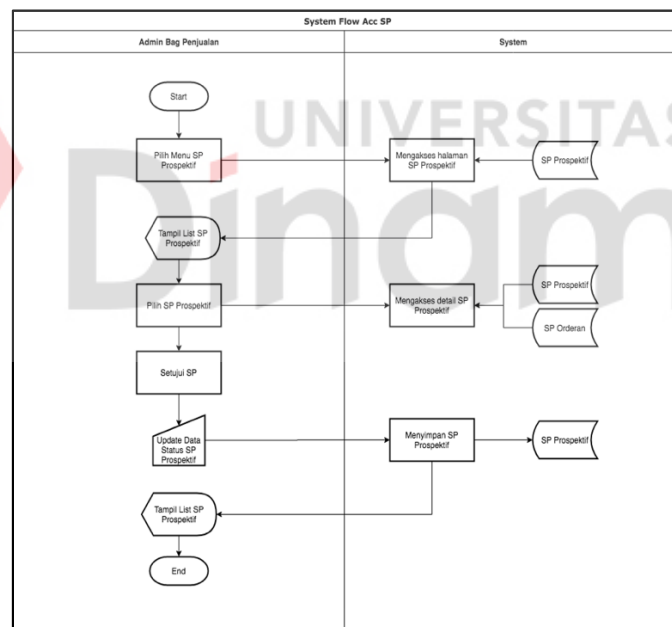 System Flow Acc SP
Admin Bag Penjualan
System
Start
UNIVERSITAS
Dinam
Pilih Menu SP
Prospektif
Mengakses halaman
SP Prospektif
SP Prospektif
Tampil List SP
Prospektif
Pilih SP Prospektif
Mengakses detail SP
Prospektif
SP Prospektif
SP Orderan
Setujui SP
Update Data
Status SP
Prospektif
Menyimpan SP
Prospektif
SP Prospektif
Tampil List SP
Prospektif
End